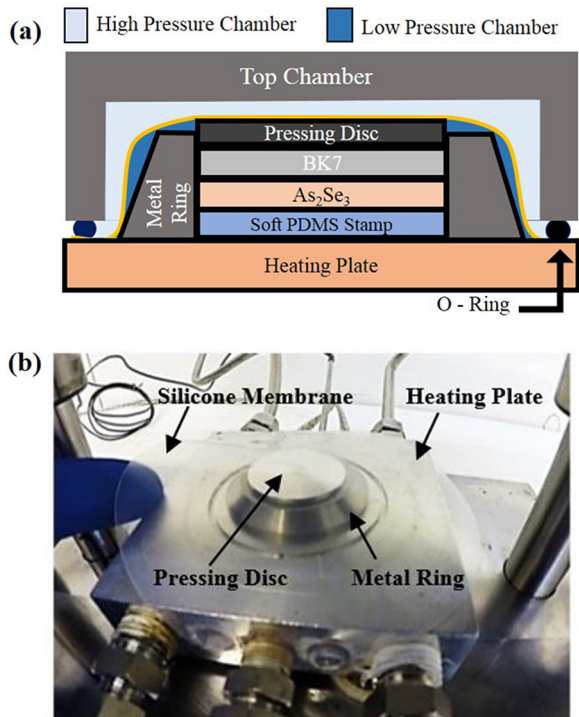 (a)
High Pressure Chamber
Low Pressure Chamber
Top Chamber
Pressing Disc
BK7
Metal
Ring
As₂Se₃
Soft PDMS Stamp
Heating Plate
O - Ring
(b)
Silicone Membrane
Heating Plate
Pressing Disc
Metal Ring